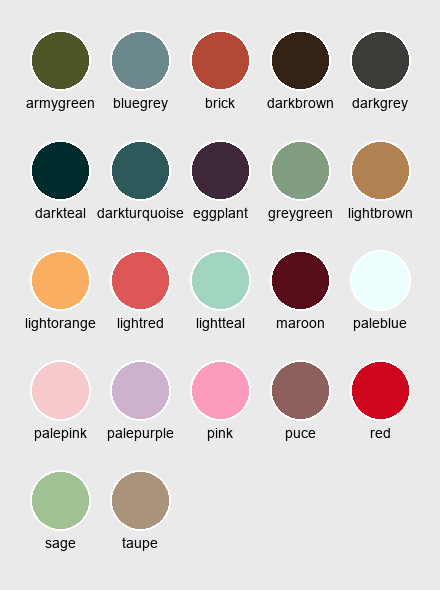 armygreen bluegrey brick darkbrown darkgrey
darkteal darkturquoise eggplant greygreen lightbrown
lightorange lightred lightteal maroon paleblue
palepink palepurple pink puce red
sage taupe